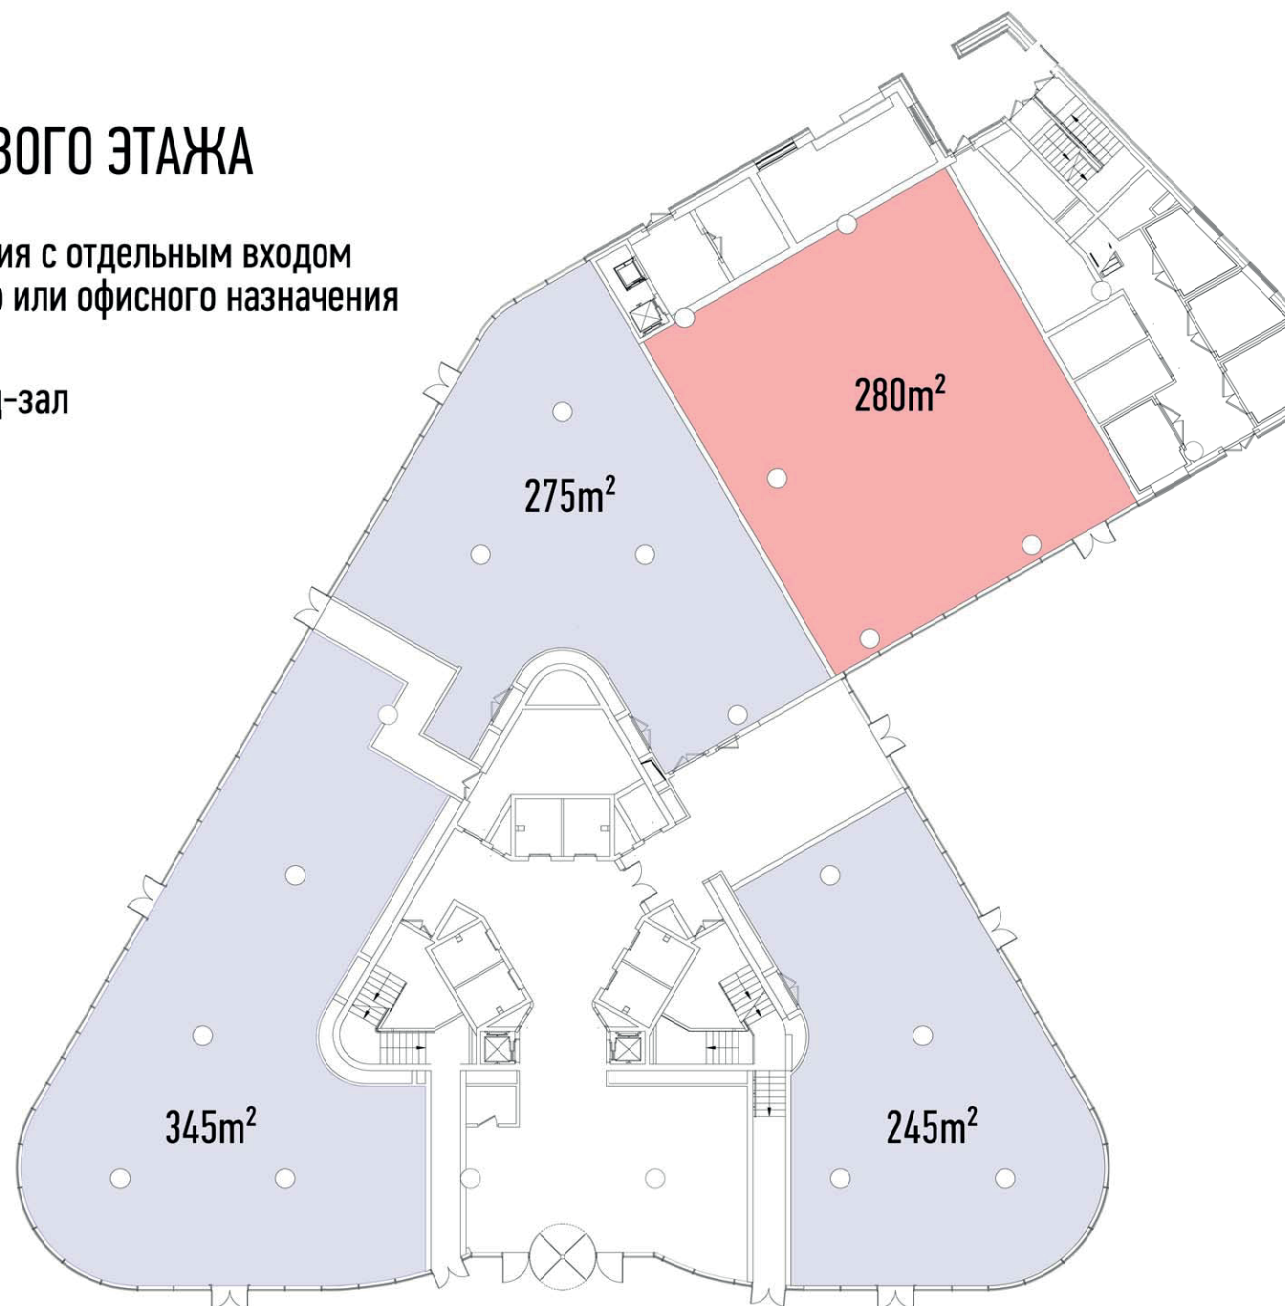 ВОГО ЭТАЖА
ия с отдельным входом
о или офисного назначения
ц-зал
280m²
275m²
345m²
245m²